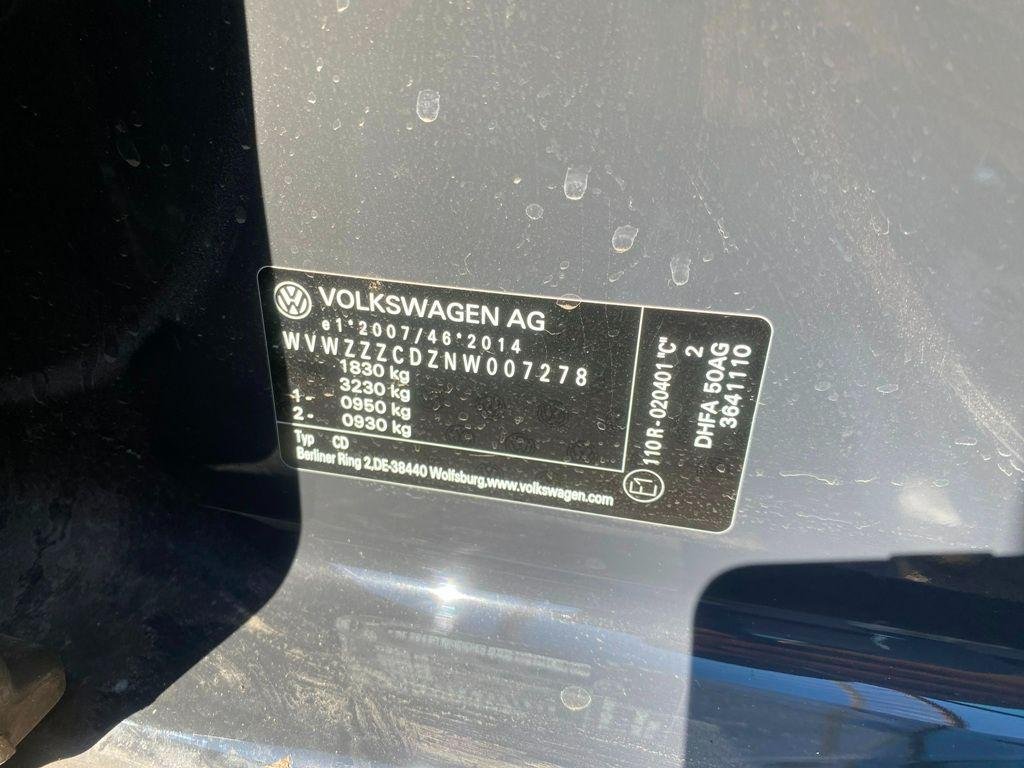 VOLKSWAGEN AG
e1*2007/46*2014
WVWZZZCDZNW007278
1830 kg
3230 kg
1- 0950 kg
2- 0930 kg
Typ CD
Berliner Ring 2,DE-38440 Wolfsburg.www.volkswagen.com
E1 110 R-020401 "C"
2
DHFA 50AG
3641110